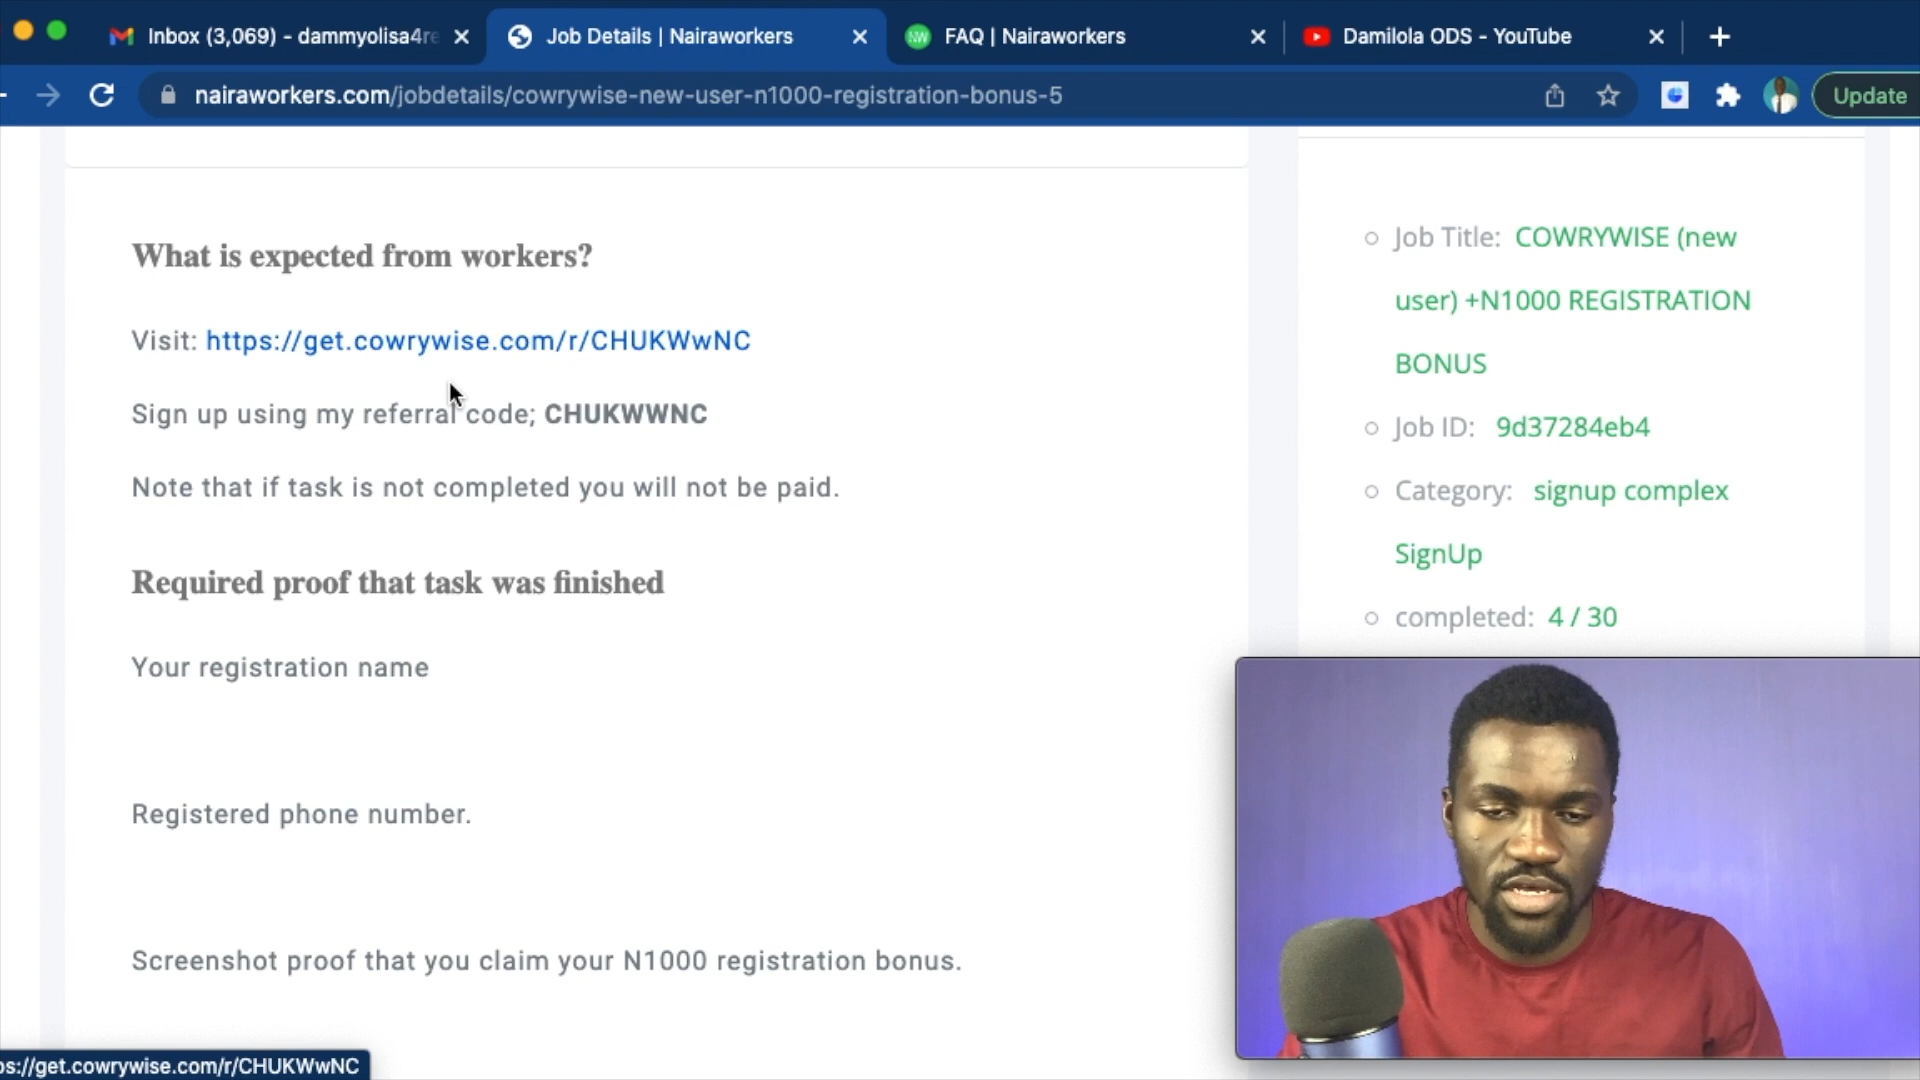 Inbox (3,069) - dammyolisa4re
Job Details | Nairaworkers
FAQ | Nairaworkers
Damilola ODS - YouTube
nairaworkers.com/jobdetails/cowrywise-new-user-n1000-registration-bonus-5
Update
What is expected from workers?
Visit: https://get.cowrywise.com/r/CHUKWwNC
Sign up using my referral code; CHUKWWNC
Note that if task is not completed you will not be paid.
Required proof that task was finished
Your registration name
Registered phone number.
Screenshot proof that you claim your N1000 registration bonus.
Job Title: COWRYWISE (new
user) +N1000 REGISTRATION
BONUS
Job ID: 9d37284eb4
Category: signup complex
SignUp
completed: 4 / 30
ps://get.cowrywise.com/r/CHUKWwNC